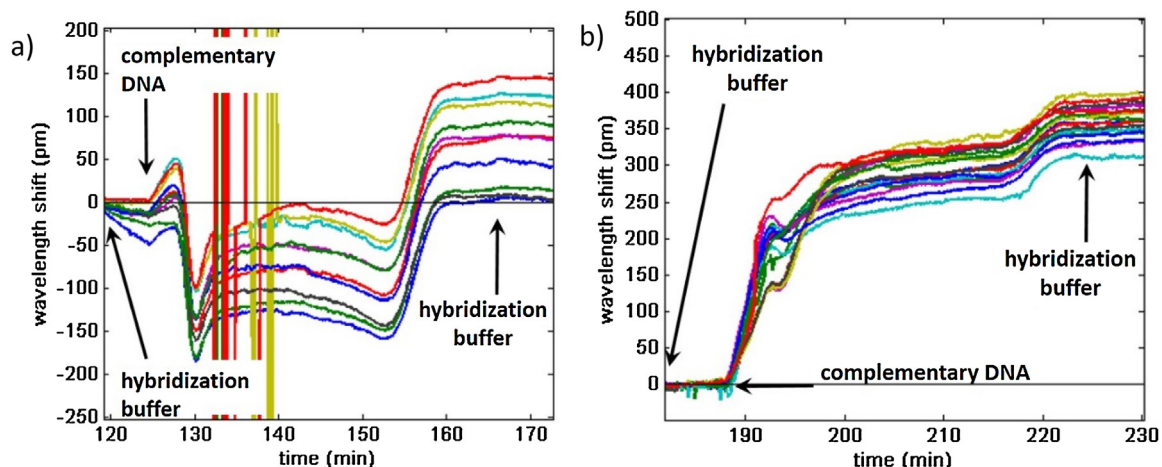 a)
200
150
100
50
0
-50
-100
-150
-200
-250
wavelength shift (pm)
complementary
DNA
hybridization
buffer
hybridization
buffer
120 130 140 150 160 170
time (min)
b)
500
450
400
350
300
250
200
150
100
50
0
wavelength shift (pm)
hybridization
buffer
hybridization
buffer
complementary DNA
190 200 210 220 230
time (min)